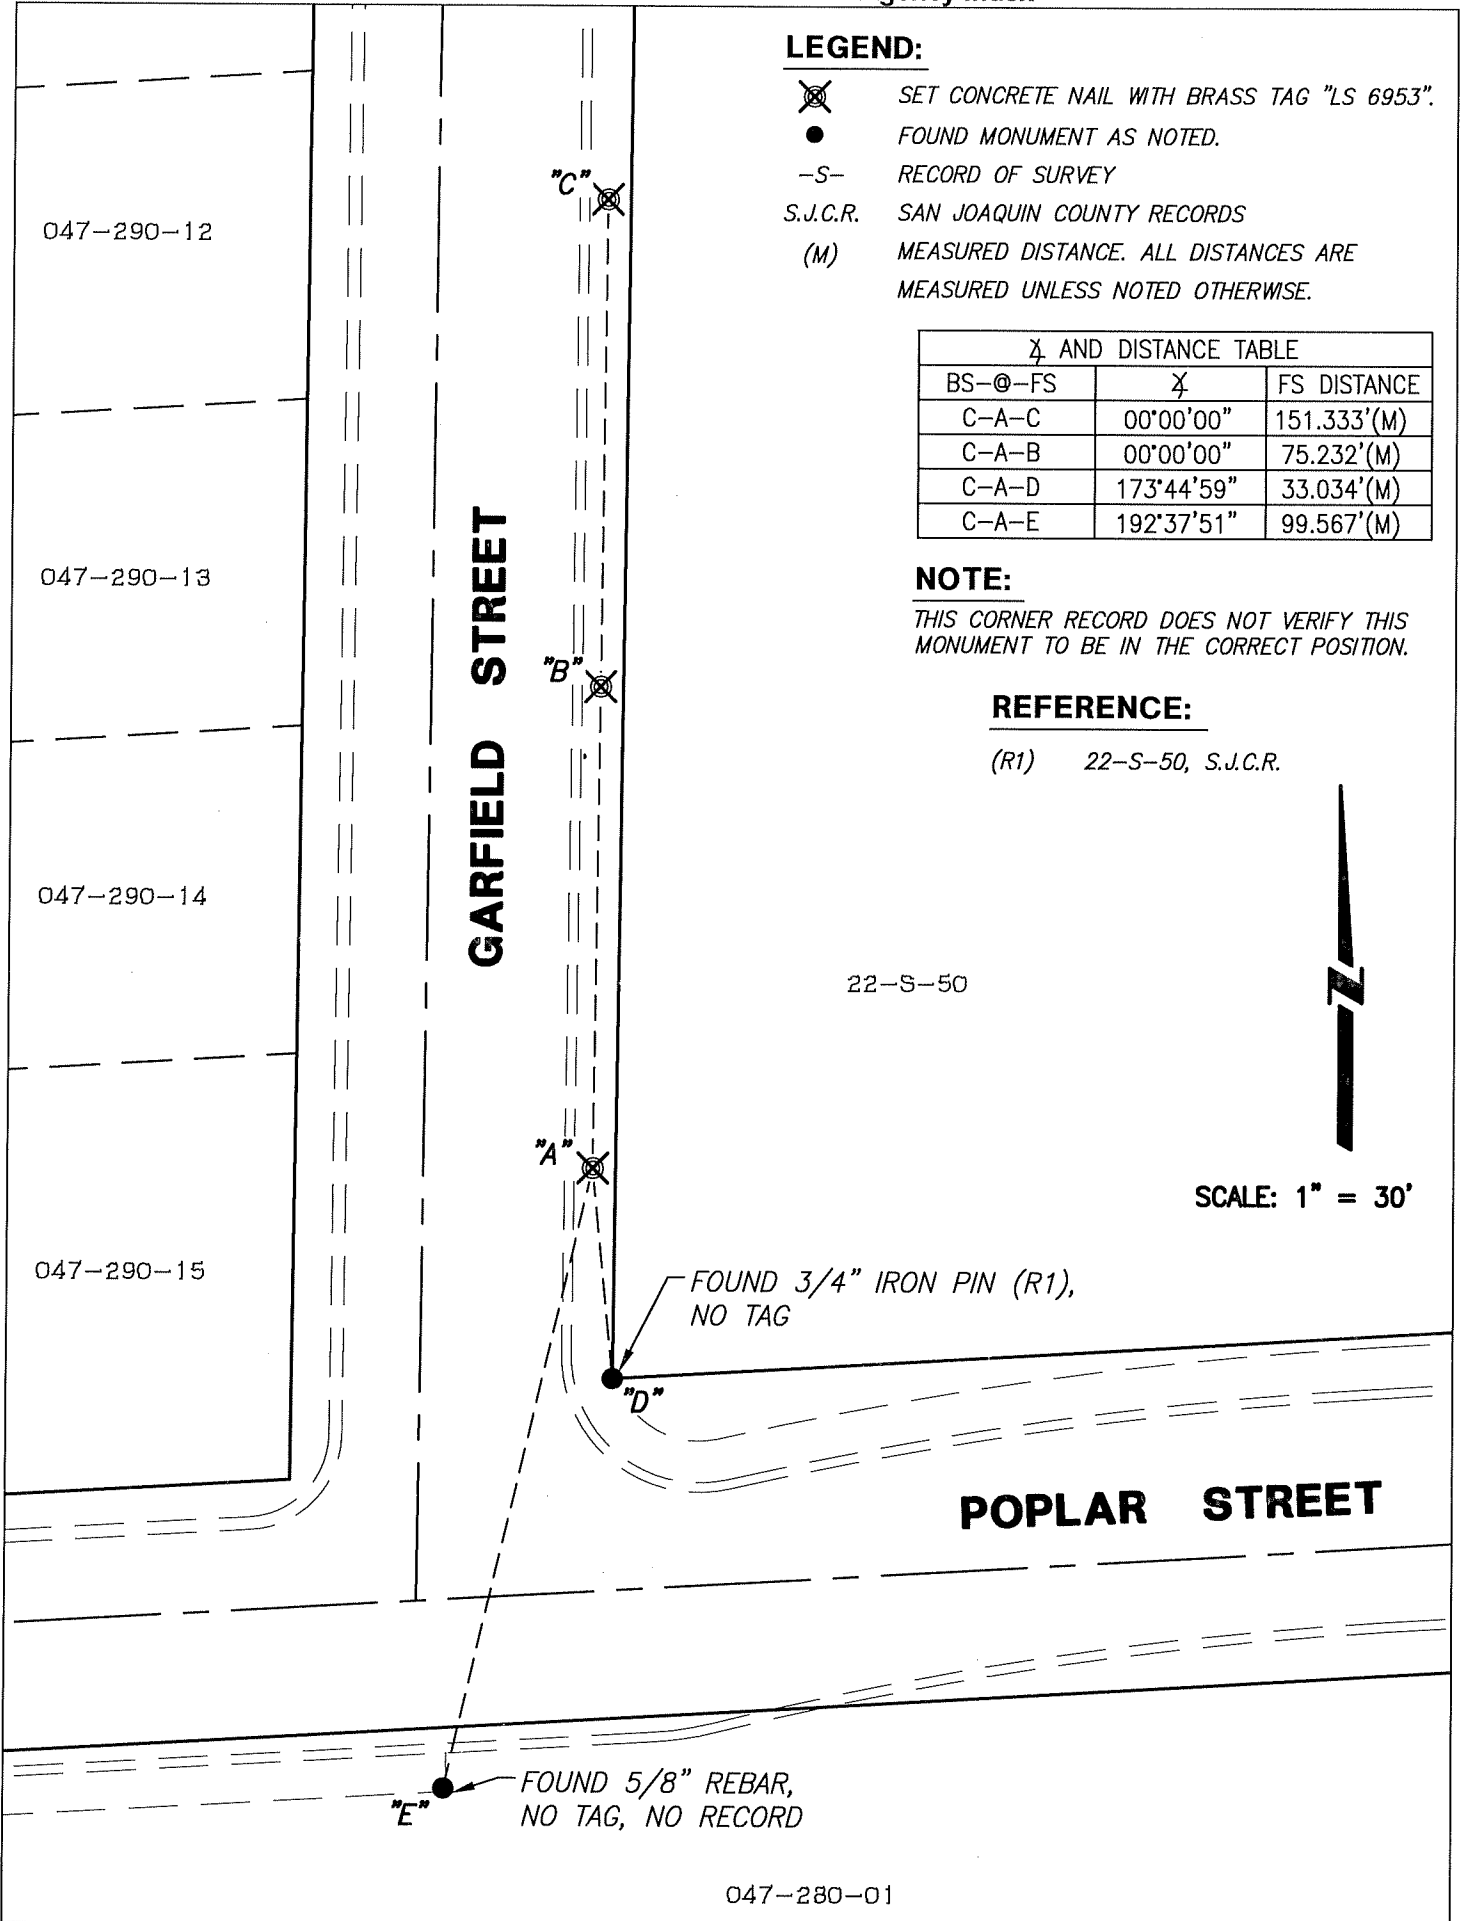 LEGEND:
SET CONCRETE NAIL WITH BRASS TAG "LS 6953".
FOUND MONUMENT AS NOTED.
-S- RECORD OF SURVEY
S.J.C.R. SAN JOAQUIN COUNTY RECORDS
(M) MEASURED DISTANCE. ALL DISTANCES ARE
MEASURED UNLESS NOTED OTHERWISE.
∡ AND DISTANCE TABLE
BS-@-FS ∡ FS DISTANCE
C-A-C 00°00'00" 151.333'(M)
C-A-B 00°00'00" 75.232'(M)
C-A-D 173°44'59" 33.034'(M)
C-A-E 192°37'51" 99.567'(M)
NOTE:
THIS CORNER RECORD DOES NOT VERIFY THIS
MONUMENT TO BE IN THE CORRECT POSITION.
REFERENCE:
(R1) 22-S-50, S.J.C.R.
"C"
047-290-12
047-290-13
"B"
GARFIELD STREET
047-290-14
22-S-50
"A"
SCALE: 1" = 30'
047-290-15
FOUND 3/4" IRON PIN (R1),
NO TAG
"D"
POPLAR STREET
FOUND 5/8" REBAR,
NO TAG, NO RECORD
"E"
047-280-01